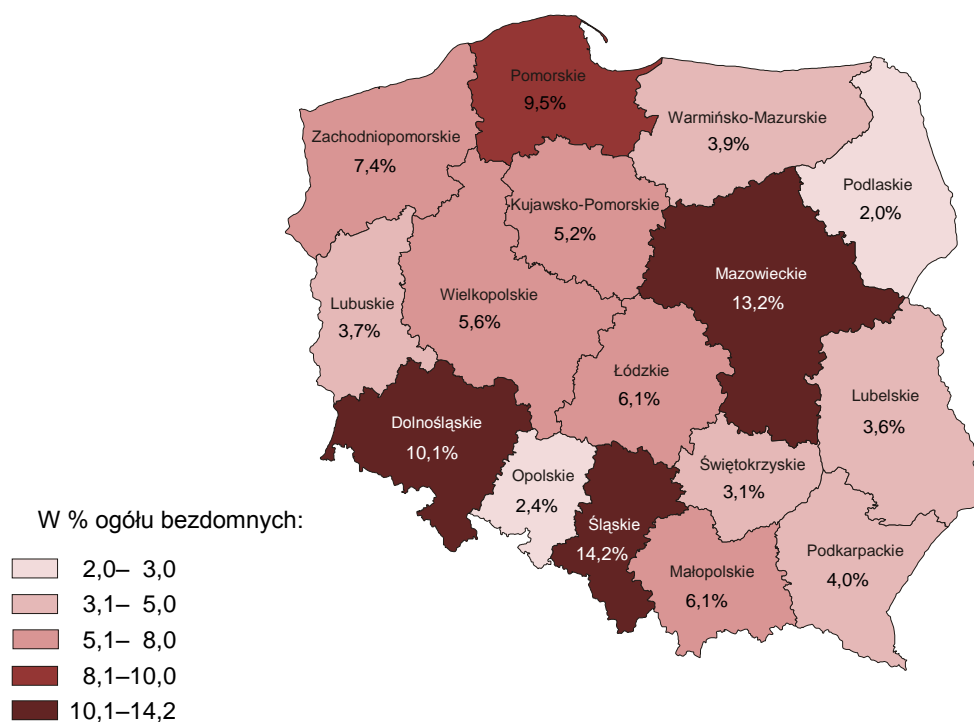 Pomorskie
9,5%
Warmińsko-Mazurskie
3,9%
Zachodniopomorskie
7,4%
Podlaskie
2,0%
Kujawsko-Pomorskie
5,2%
Mazowieckie
13,2%
Lubuskie
3,7%
Wielkopolskie
5,6%
Łódzkie
6,1%
Lubelskie
3,6%
Dolnośląskie
10,1%
Opolskie
2,4%
Świętokrzyskie
3,1%
Śląskie
14,2%
Małopolskie
6,1%
Podkarpackie
4,0%
W % ogółu bezdomnych:
2,0– 3,0
3,1– 5,0
5,1– 8,0
8,1–10,0
10,1–14,2